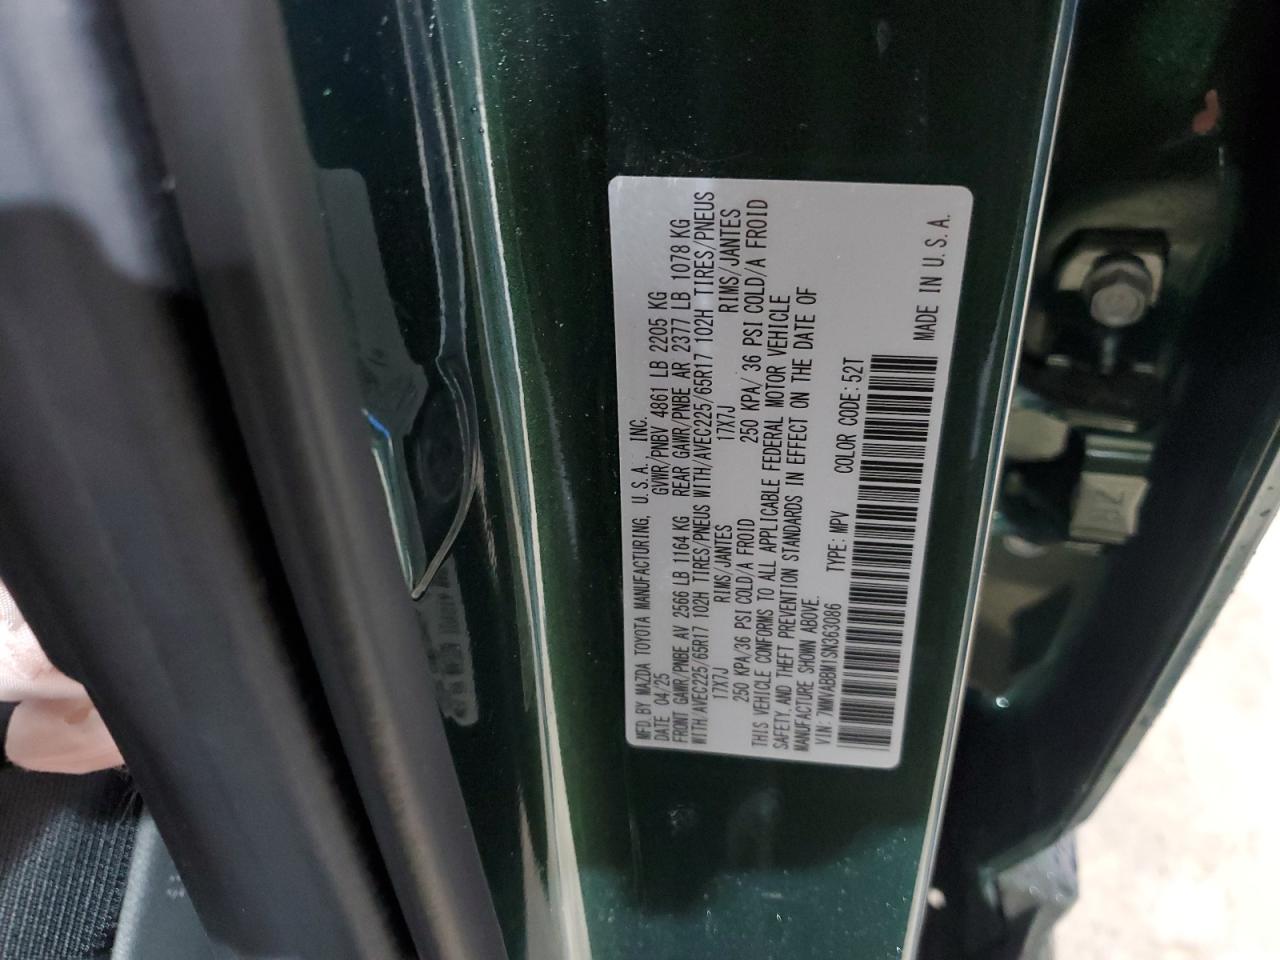 MFD.BY MAZDA TOYOTA MANUFACTURING, U.S.A., INC.
DATE 04/25 GVWR/PNBV 4861 LB 2205 KG
FRONT GAWR/PNBE AV 2566 LB 1164 KG REAR GAWR/PNBE AR 2377 LB 1078 KG
WITH/AVEC225/65R17 102H TIRES/PNEUS WITH/AVEC225/65R17 102H TIRES/PNEUS
17X7J RIMS/JANTES 17X7J RIMS/JANTES
250 KPA/36 PSI COLD/A FROID 250 KPA/ 36 PSI COLD/A FROID
THIS VEHICLE CONFORMS TO ALL APPLICABLE FEDERAL MOTOR VEHICLE
SAFETY,AND THEFT PREVENTION STANDARDS IN EFFECT ON THE DATE OF
MANUFACTURE SHOWN ABOVE.
VIN:7MMVABBM1SN363086 TYPE:MPV COLOR CODE:52T
MADE IN U.S.A.